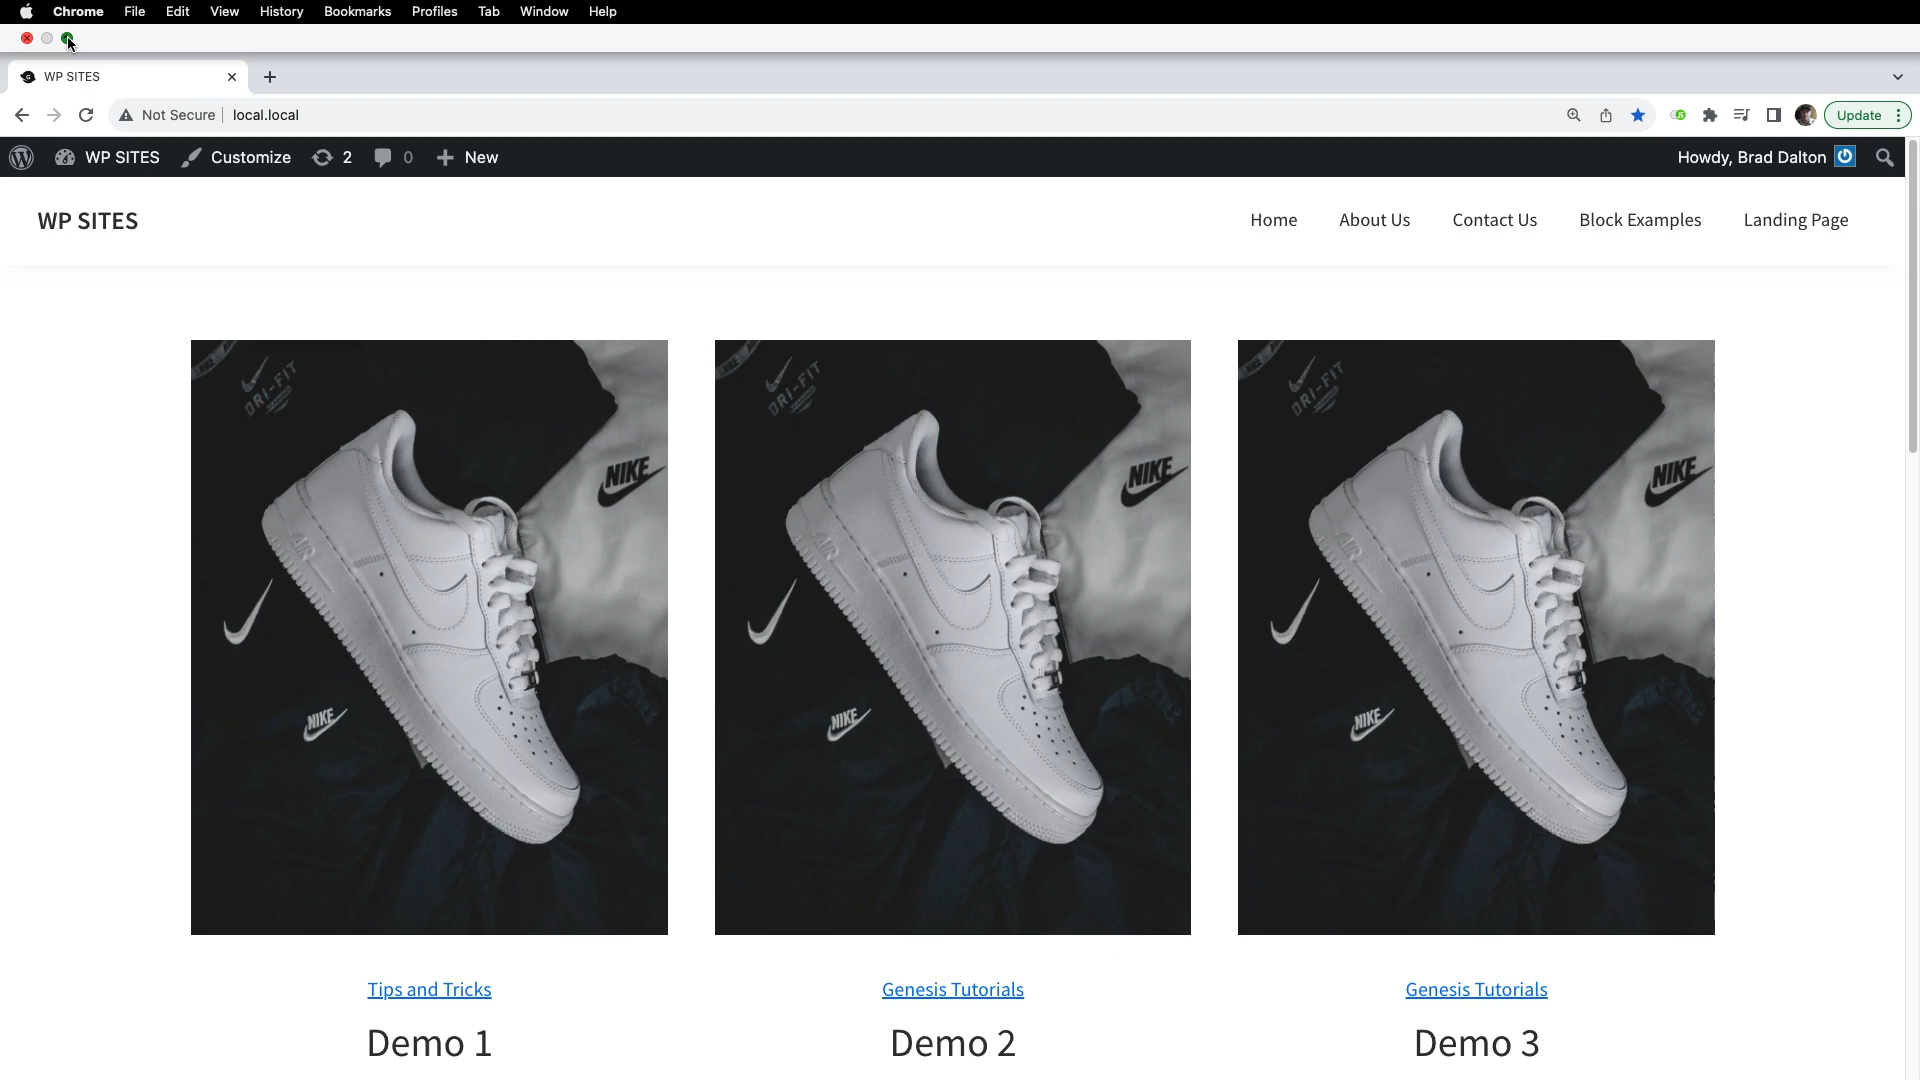 Chrome File Edit View History Bookmarks Profiles Tab Window Help
WP SITES
Not Secure local.local Update
WP SITES Customize 2 0 New Howdy, Brad Dalton
WP SITES Home About Us Contact Us Block Examples Landing Page
DRI-FIT DRI-FIT DRI-FIT
NIKE NIKE NIKE
AIR AIR AIR
NIKE NIKE NIKE
Tips and Tricks Genesis Tutorials Genesis Tutorials
Demo 1 Demo 2 Demo 3